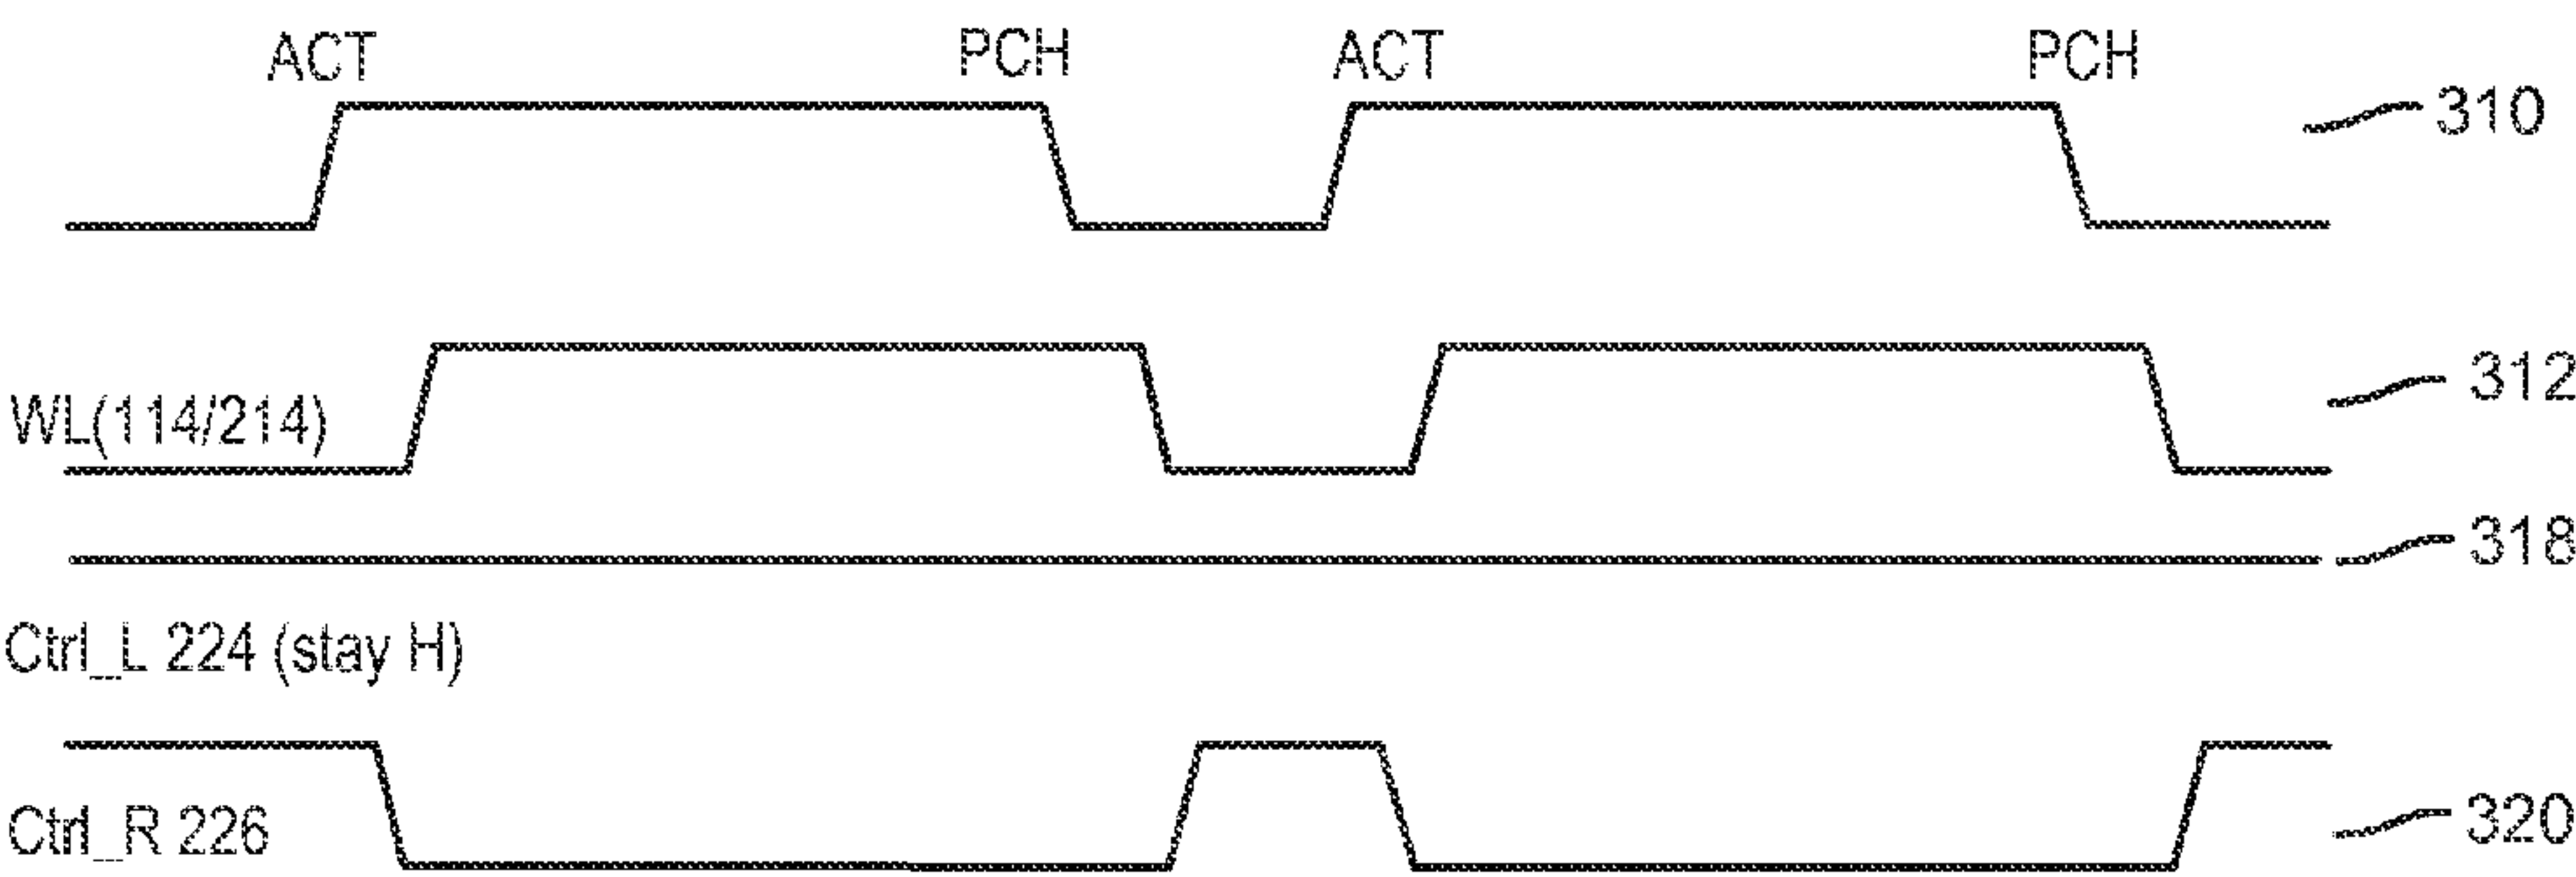 ACT PCH ACT PCH
310
WL(114/214)
312
318
Ctrl_L 224 (stay H)
Ctrl_R 226
320